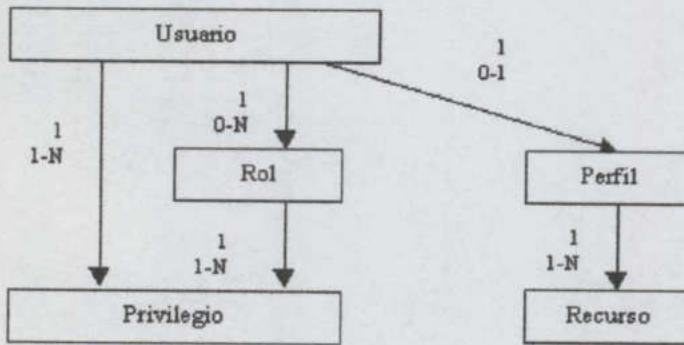 Usuario
1
0-1
1
1-N
1
0-N
Rol
Perfil
1
1-N
1
1-N
Privilegio
Recurso